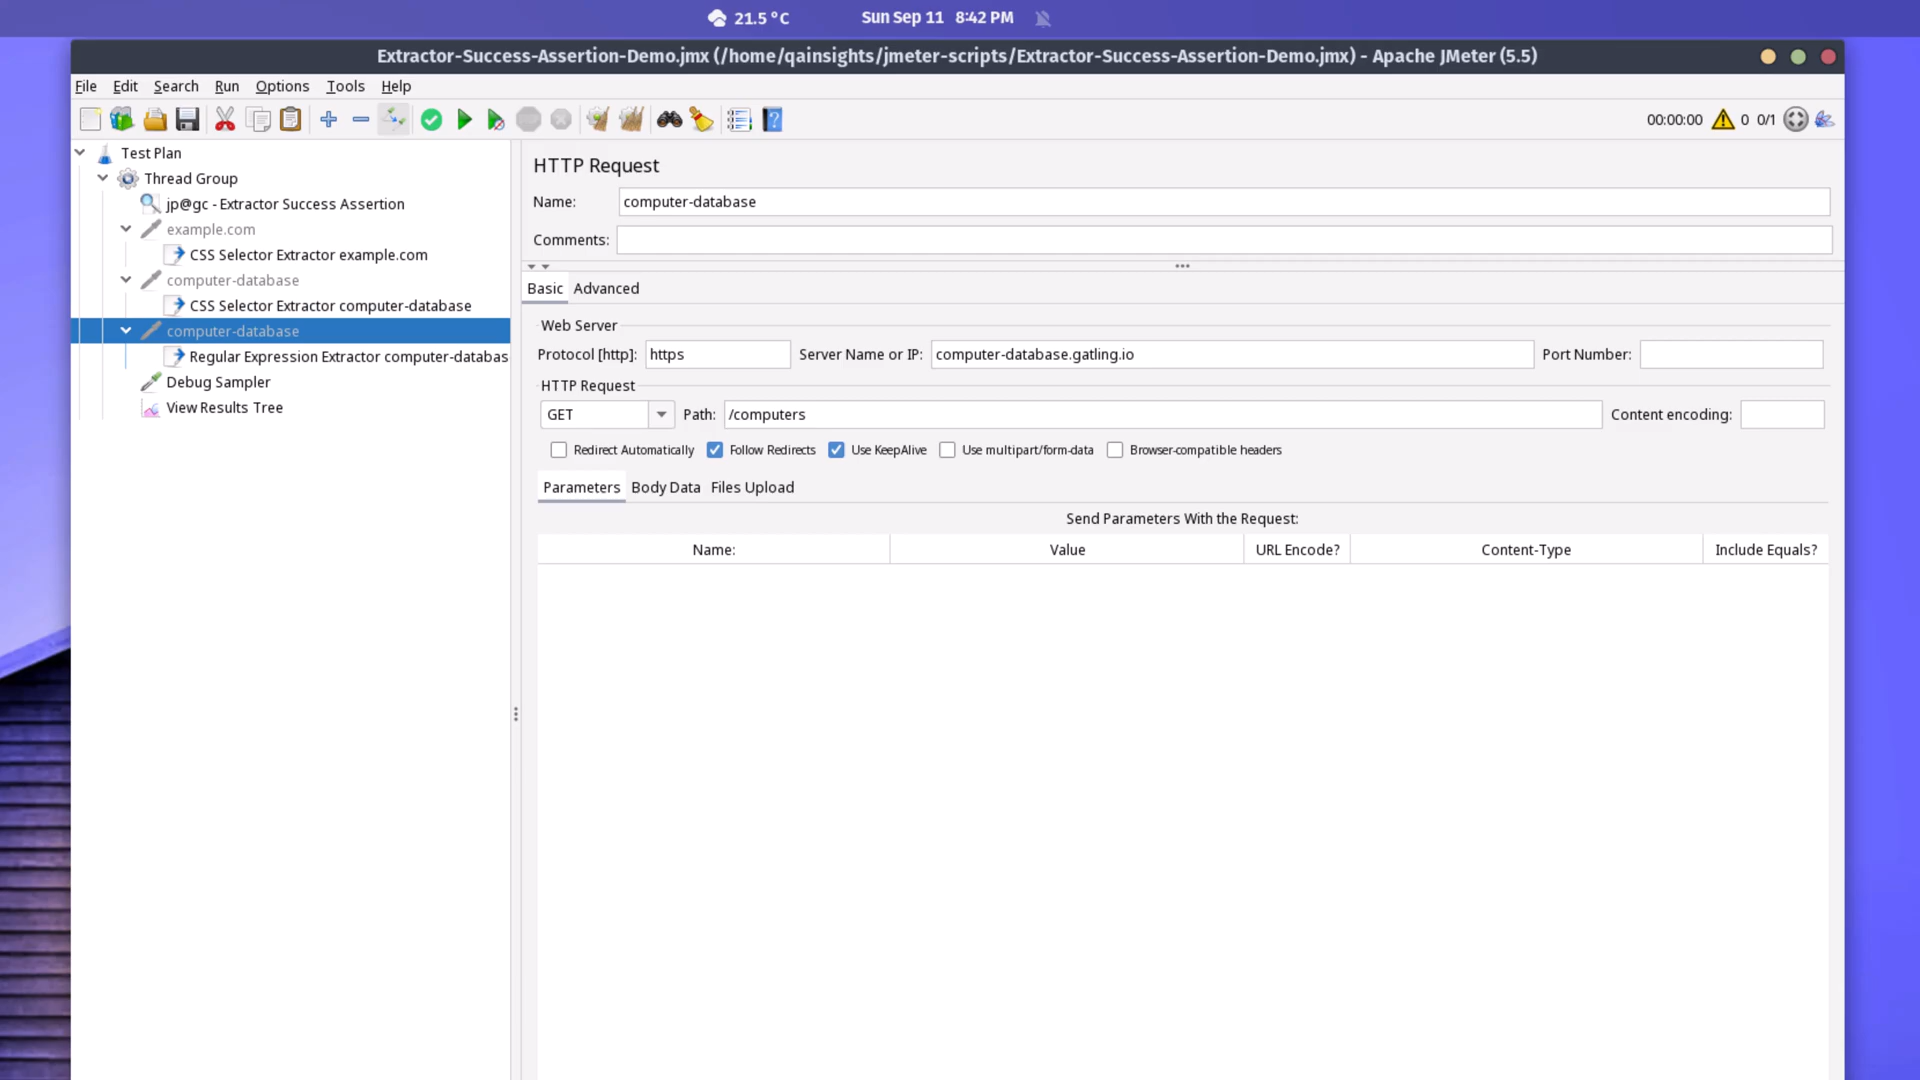 21.5 °C
Sun Sep 11 8:42 PM
Extractor-Success-Assertion-Demo.jmx (/home/qainsights/jmeter-scripts/Extractor-Success-Assertion-Demo.jmx) - Apache JMeter (5.5)
File Edit Search Run Options Tools Help
00:00:00 0 0/1
Test Plan
Thread Group
jp@gc - Extractor Success Assertion
example.com
CSS Selector Extractor example.com
computer-database
CSS Selector Extractor computer-database
computer-database
Regular Expression Extractor computer-databas
Debug Sampler
View Results Tree
HTTP Request
Name: computer-database
Comments:
Basic Advanced
Web Server
Protocol [http]: https Server Name or IP: computer-database.gatling.io Port Number:
HTTP Request
GET Path: /computers Content encoding:
Redirect Automatically Follow Redirects Use KeepAlive Use multipart/form-data Browser-compatible headers
Parameters Body Data Files Upload
Send Parameters With the Request:
Name: Value URL Encode? Content-Type Include Equals?